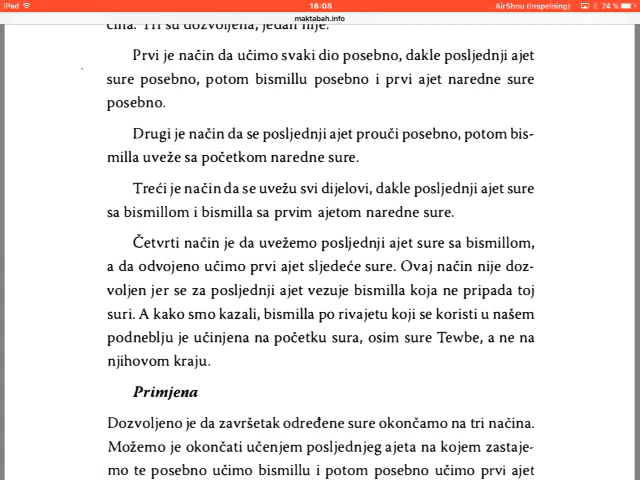 iPad 18:05 AirShou (Inspelning) 74 %
maktabah.info
čina. Tri su dozvoljena, jedan nije.
Prvi je način da učimo svaki dio posebno, dakle posljednji ajet
sure posebno, potom bismillu posebno i prvi ajet naredne sure
posebno.
Drugi je način da se posljednji ajet prouči posebno, potom bis-
milla uveže sa početkom naredne sure.
Treći je način da se uvežu svi dijelovi, dakle posljednji ajet sure
sa bismillom i bismilla sa prvim ajetom naredne sure.
Četvrti način je da uvežemo posljednji ajet sure sa bismillom,
a da odvojeno učimo prvi ajet sljedeće sure. Ovaj način nije doz-
voljen jer se za posljednji ajet vezuje bismilla koja ne pripada toj
suri. A kako smo kazali, bismilla po rivajetu koji se koristi u našem
podneblju je učinjena na početku sura, osim sure Tewbe, a ne na
njihovom kraju.
Primjena
Dozvoljeno je da završetak određene sure okončamo na tri načina.
Možemo je okončati učenjem posljednjeg ajeta na kojem zastaje-
mo te posebno učimo bismillu i potom posebno učimo prvi ajet